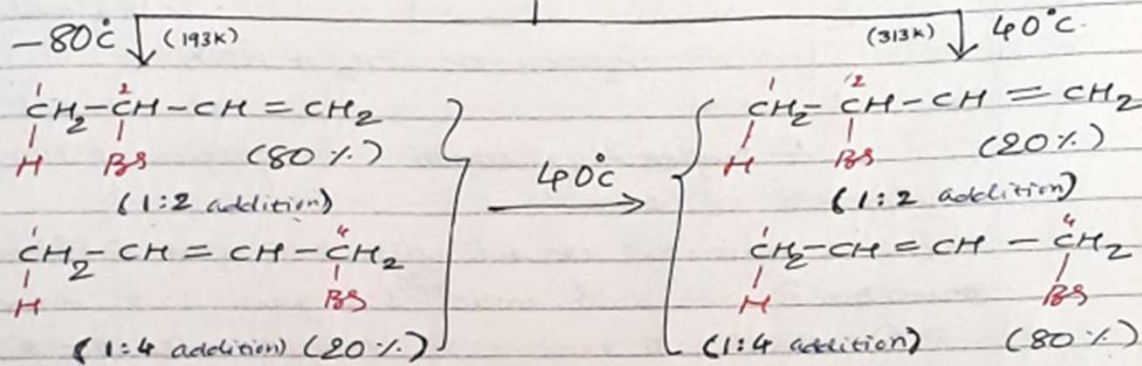 -80°C (193K) (313K) 40°C.
1 2 1 2
CH2-CH-CH=CH2 CH2-CH-CH=CH2
H Br (80%) H Br (20%)
(1:2 addition) 40°C (1:2 addition)
1 4 1 4
CH2-CH=CH-CH2 CH2-CH=CH-CH2
H Br H Br
(1:4 addition) (20%) (1:4 addition) (80%)